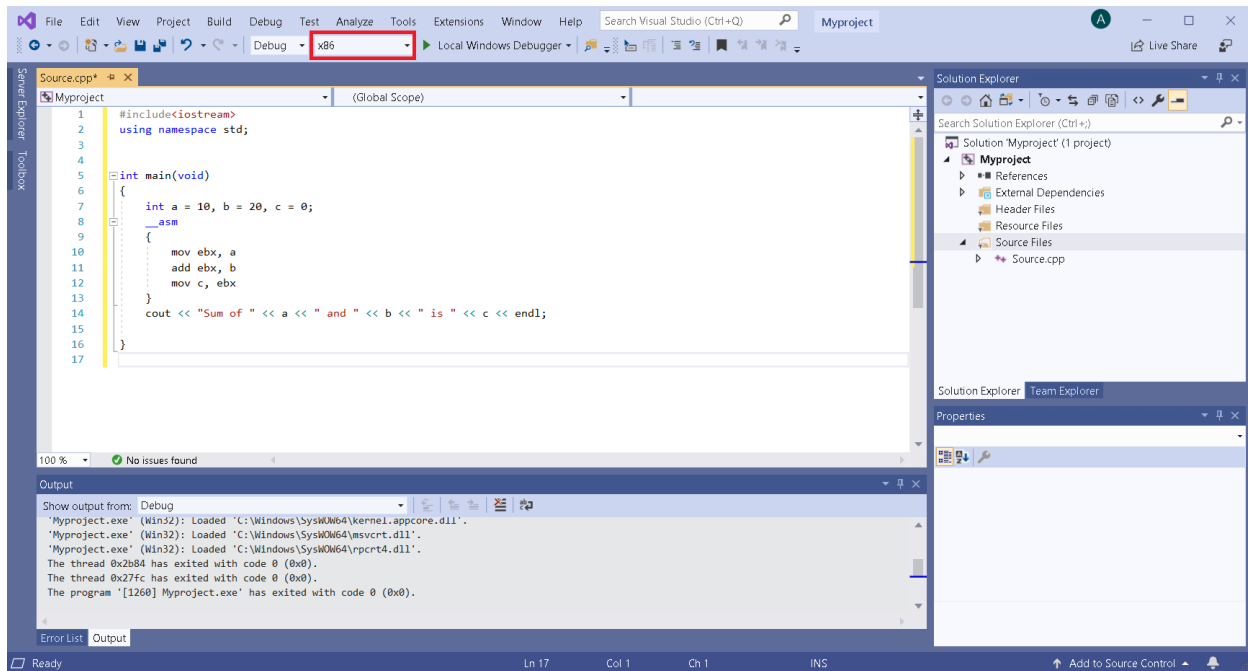 File Edit View Project Build Debug Test Analyze Tools Extensions Window Help Search Visual Studio (Ctrl+Q) Myproject A
Debug x86 Local Windows Debugger Live Share
Server Explorer
Toolbox
Source.cpp*
Myproject (Global Scope)
1 #include<iostream>
2 using namespace std;
3
4
5 int main(void)
6 {
7 int a = 10, b = 20, c = 0;
8 __asm
9 {
10 mov ebx, a
11 add ebx, b
12 mov c, ebx
13 }
14 cout << "Sum of " << a << " and " << b << " is " << c << endl;
15
16 }
17
100 % No issues found
Output
Show output from: Debug
'Myproject.exe' (Win32): Loaded 'C:\Windows\SysWOW64\kernel.appcore.dll'.
'Myproject.exe' (Win32): Loaded 'C:\Windows\SysWOW64\msvcrt.dll'.
'Myproject.exe' (Win32): Loaded 'C:\Windows\SysWOW64\rpcrt4.dll'.
The thread 0x2b84 has exited with code 0 (0x0).
The thread 0x27fc has exited with code 0 (0x0).
The program '[1260] Myproject.exe' has exited with code 0 (0x0).
Error List Output
Solution Explorer
Search Solution Explorer (Ctrl+;)
Solution 'Myproject' (1 project)
Myproject
References
External Dependencies
Header Files
Resource Files
Source Files
Source.cpp
Solution Explorer Team Explorer
Properties
Ready Ln 17 Col 1 Ch 1 INS Add to Source Control